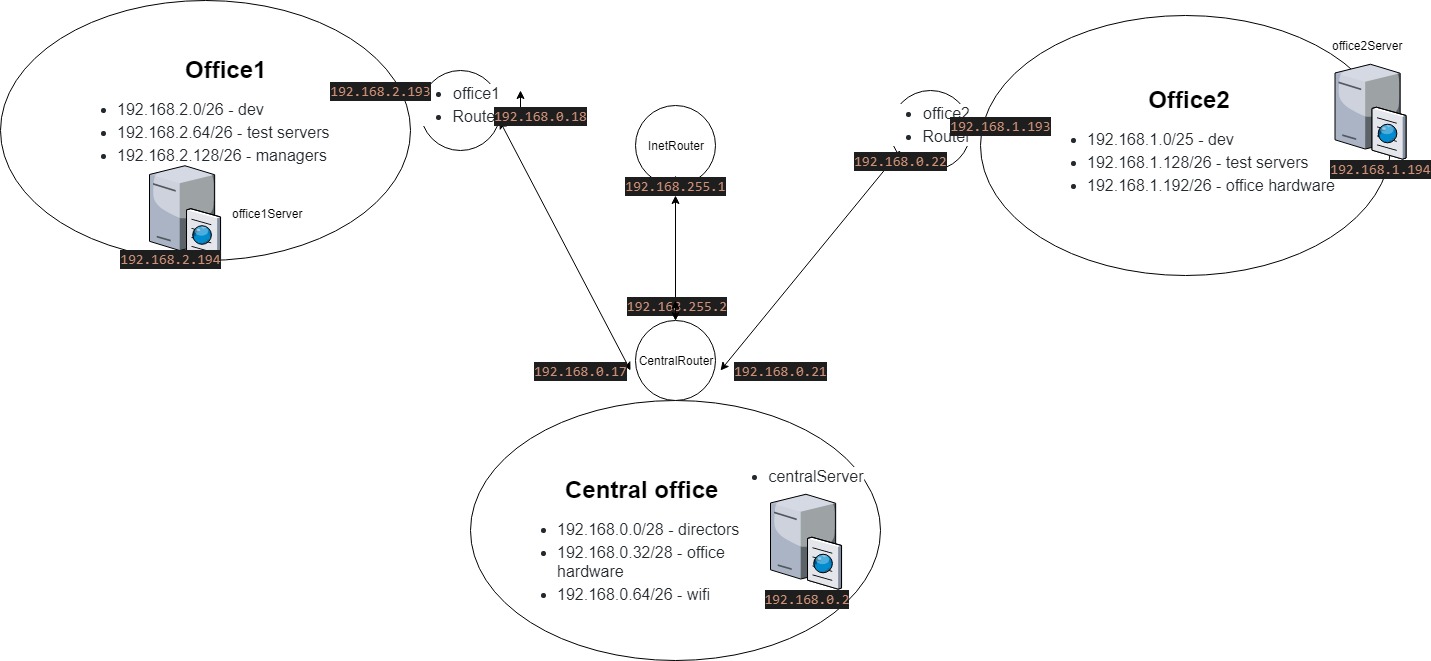 Office1
192.168.2.0/26 - dev
192.168.2.64/26 - test servers
192.168.2.128/26 - managers
office1Server
192.168.2.194
192.168.2.193
office1
Route
192.168.0.18
InetRouter
192.168.255.1
192.168.255.2
CentralRouter
192.168.0.17
192.168.0.21
office2
Router
192.168.1.193
192.168.0.22
Office2
192.168.1.0/25 - dev
192.168.1.128/26 - test servers
192.168.1.192/26 - office hardware
office2Server
192.168.1.194
Central office
192.168.0.0/28 - directors
192.168.0.32/28 - office
hardware
192.168.0.64/26 - wifi
centralServer
192.168.0.2